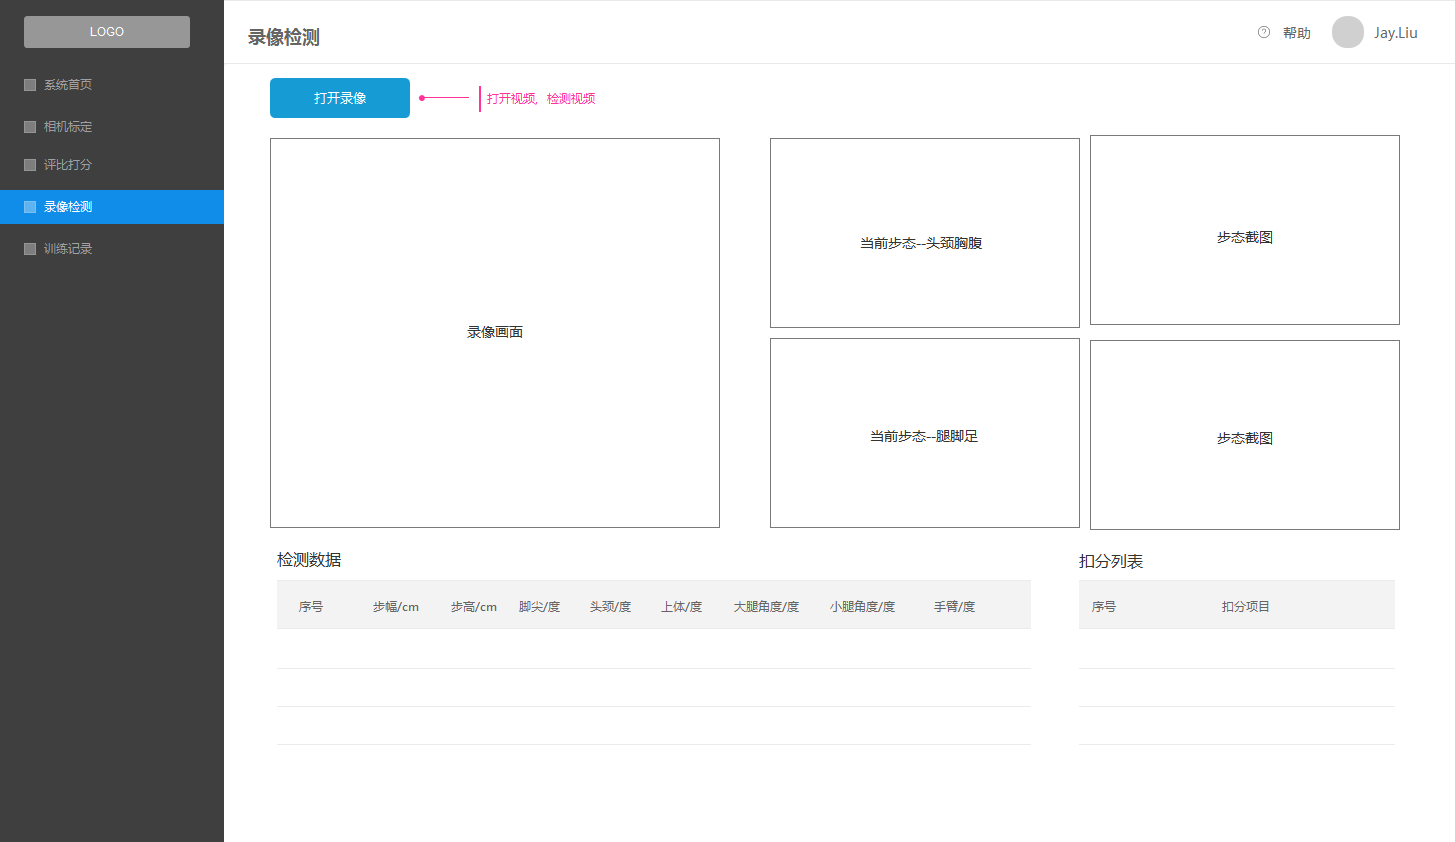 LOGO
系统首页
相机标定
评比打分
录像检测
训练记录
录像检测
帮助
Jay.Liu
打开录像
打开视频, 检测视频
录像画面
当前步态--头颈胸腹
步态截图
当前步态--腿脚足
步态截图
检测数据
序号 步幅/cm 步高/cm 脚尖/度 头颈/度 上体/度 大腿角度/度 小腿角度/度 手臂/度
扣分列表
序号 扣分项目